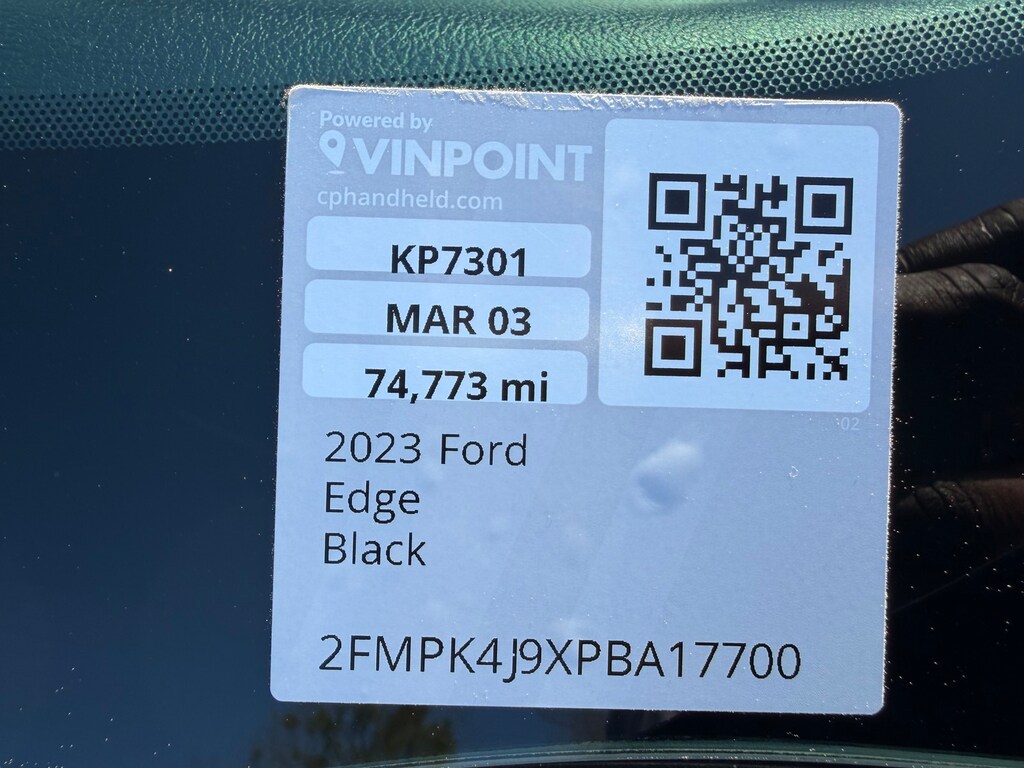 Powered by
VINPOINT
cphandheld.com
KP7301
MAR 03
74,773 mi
02
2023 Ford
Edge
Black
2FMPK4J9XPBA17700